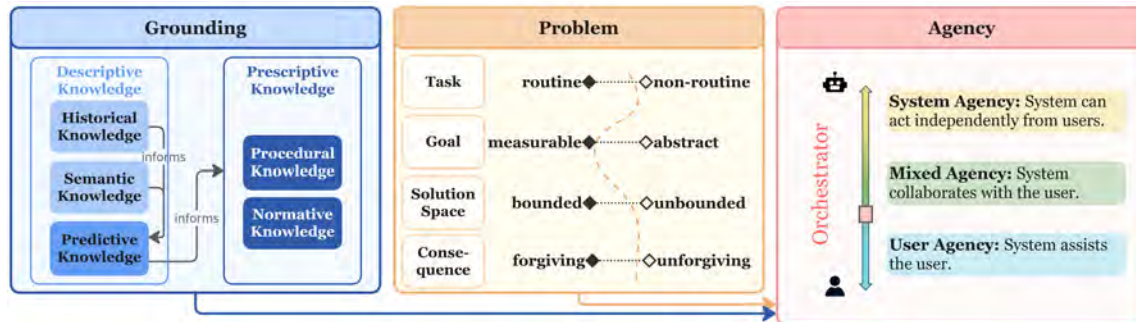 Grounding
Descriptive
Knowledge
Historical
Knowledge
informs
Semantic
Knowledge
informs
Predictive
Knowledge
Prescriptive
Knowledge
Procedural
Knowledge
Normative
Knowledge
Problem
Task
routine non-routine
Goal
measurable abstract
Solution
Space
bounded unbounded
Conse-
quence
forgiving unforgiving
Agency
Orchestrator
System Agency: System can
act independently from users.
Mixed Agency: System
collaborates with the user.
User Agency: System assists
the user.